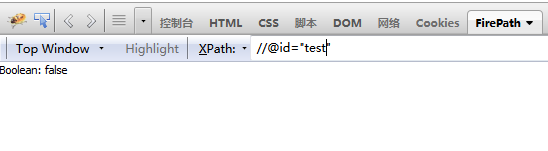 控制台 HTML CSS 脚本 DOM 网络 Cookies FirePath
Top Window Highlight XPath: //@id="test"
Boolean: false